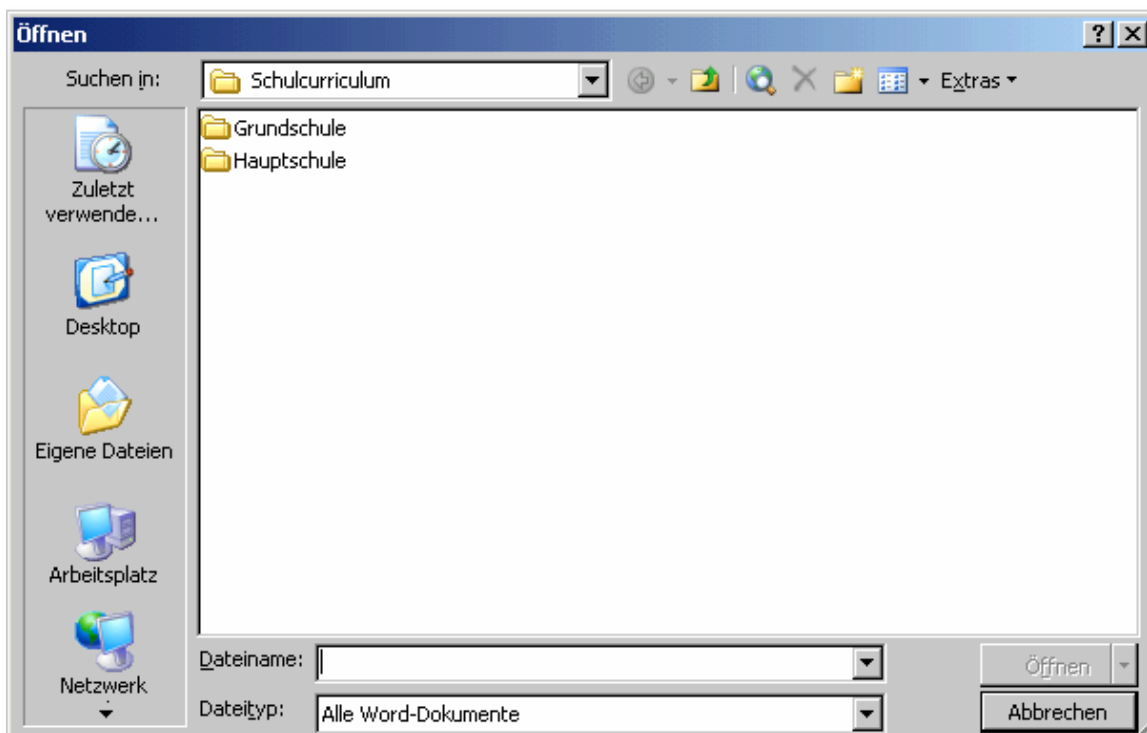 Öffnen
Suchen in:
Schulcurriculum
Extras
Grundschule
Hauptschule
Zuletzt
verwende...
Desktop
Eigene Dateien
Arbeitsplatz
Netzwerk
Dateiname:
Öffnen
Dateityp:
Alle Word-Dokumente
Abbrechen